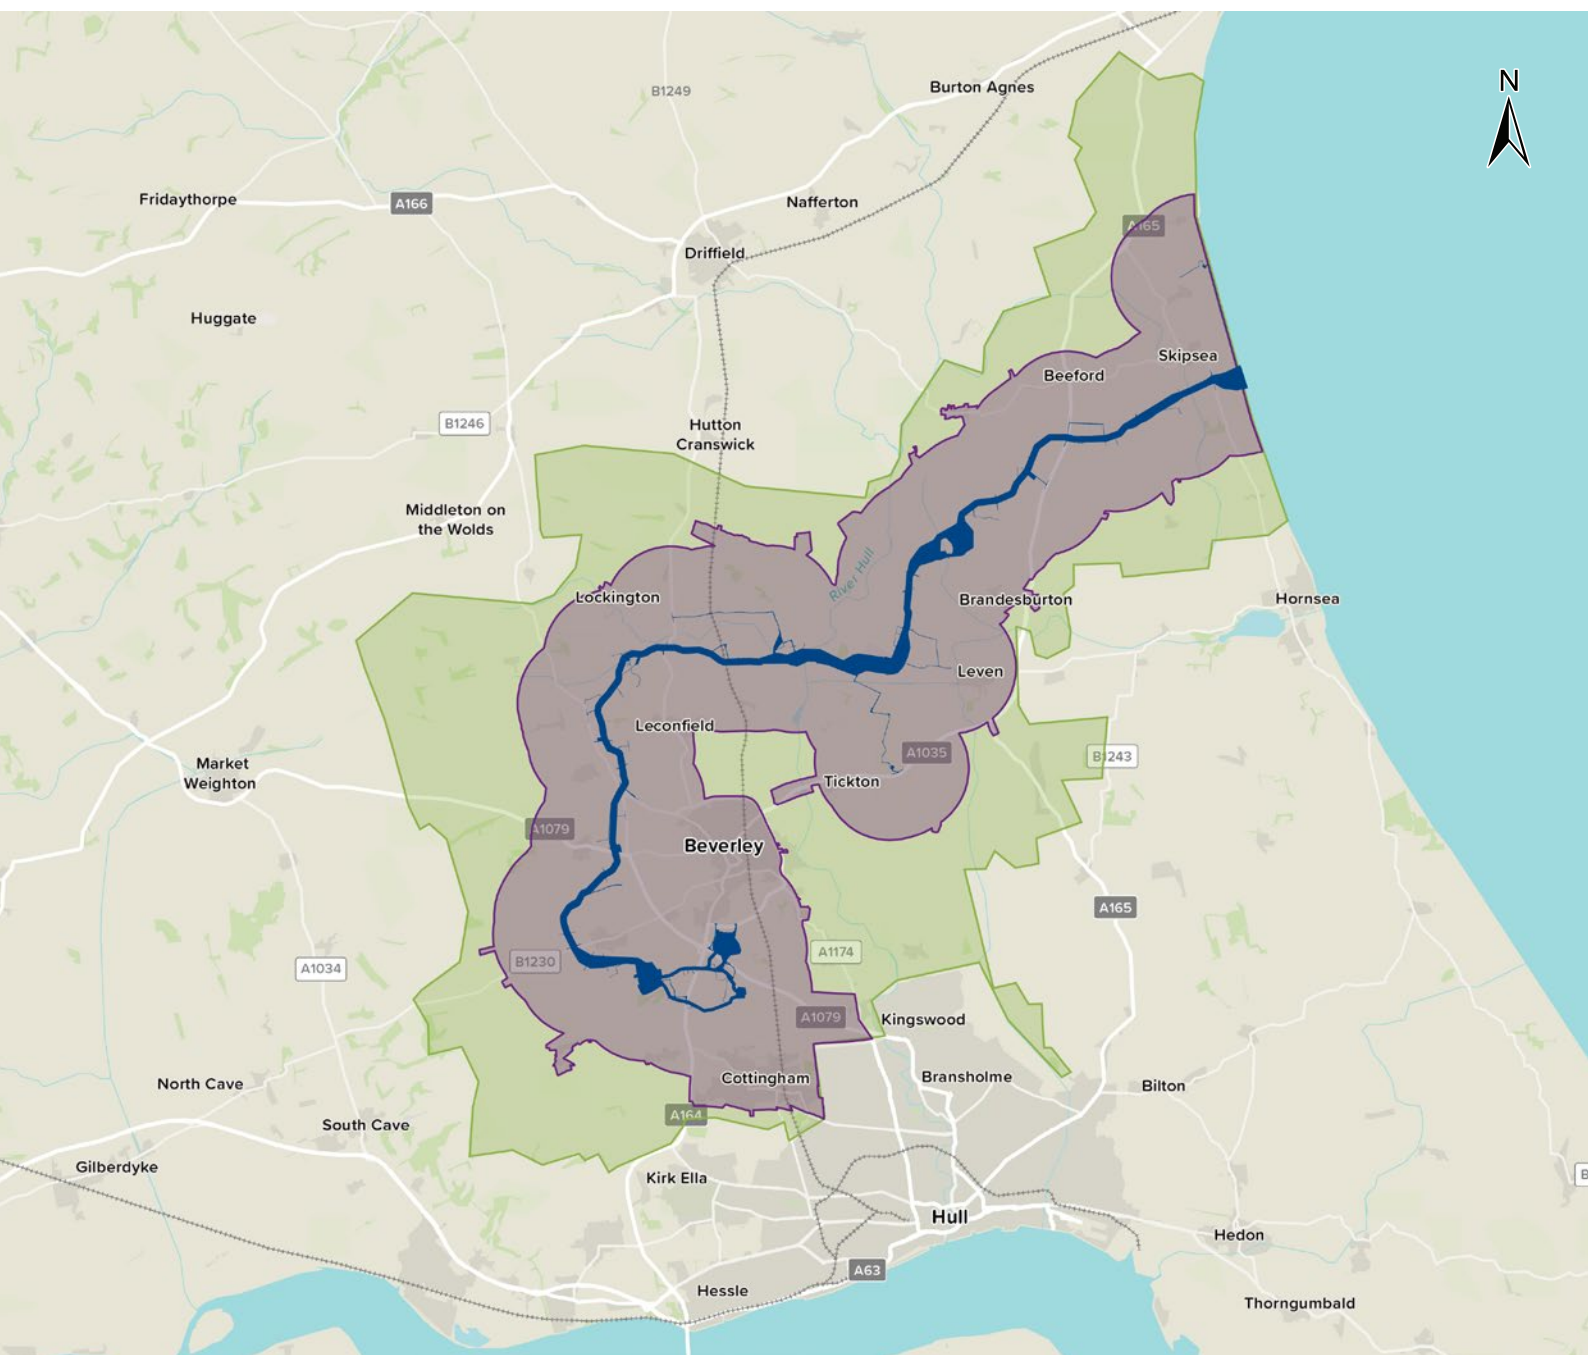 N
Burton Agnes
B1249
Fridaythorpe
A166
Nafferton
A165
Driffield
Huggate
Skipsea
Beeford
B1246
Hutton
Cranswick
Middleton on
the Wolds
River Hull
Lockington
Brandesburton
Hornsea
Leven
Leconfield
A1035
B1243
Market
Weighton
Tickton
A1079
Beverley
A165
A1174
B1230
A1034
A1079
Kingswood
Cottingham
Bransholme
North Cave
Bilton
A164
South Cave
Gilberdyke
Kirk Ella
B
Hull
Hedon
A63
Hessle
Thorngumbald